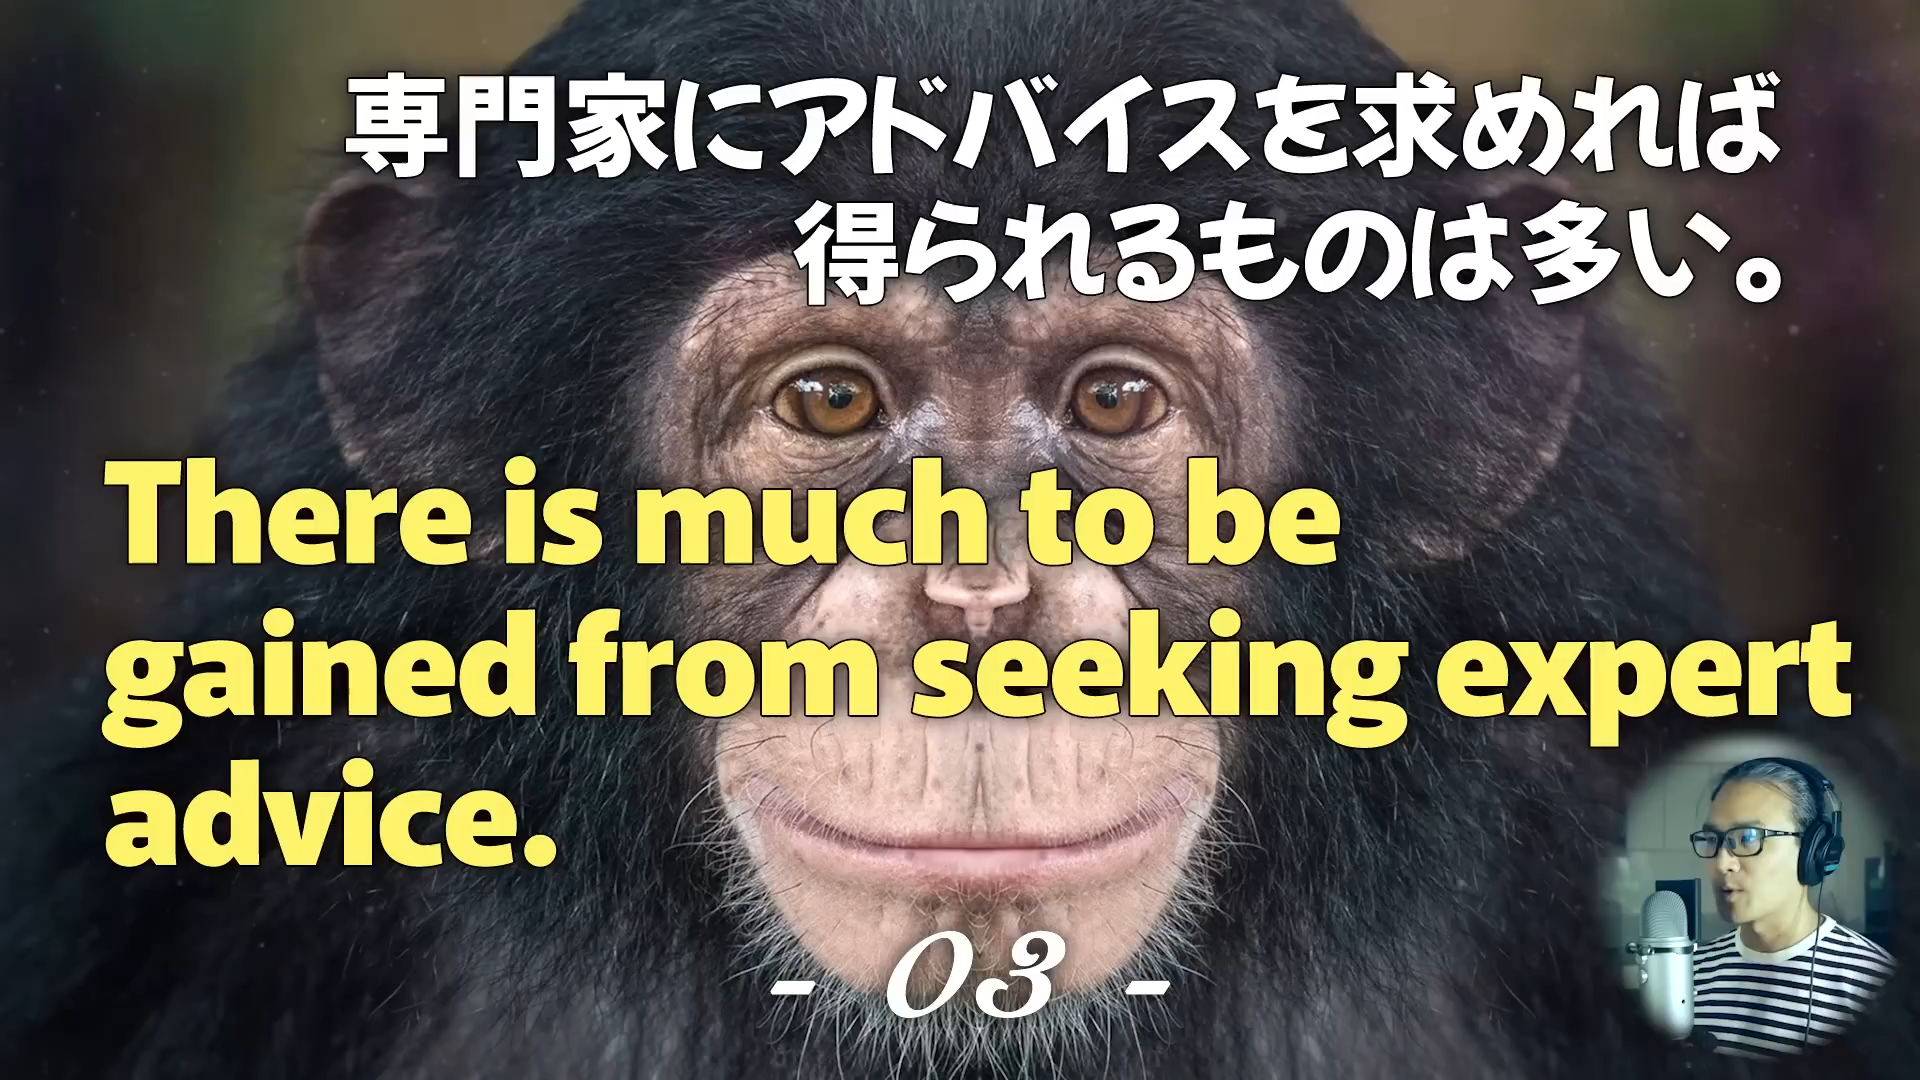 専門家にアドバイスを求めれば
得られるものは多い。
There is much to be
gained from seeking expert
advice.
- 03 -